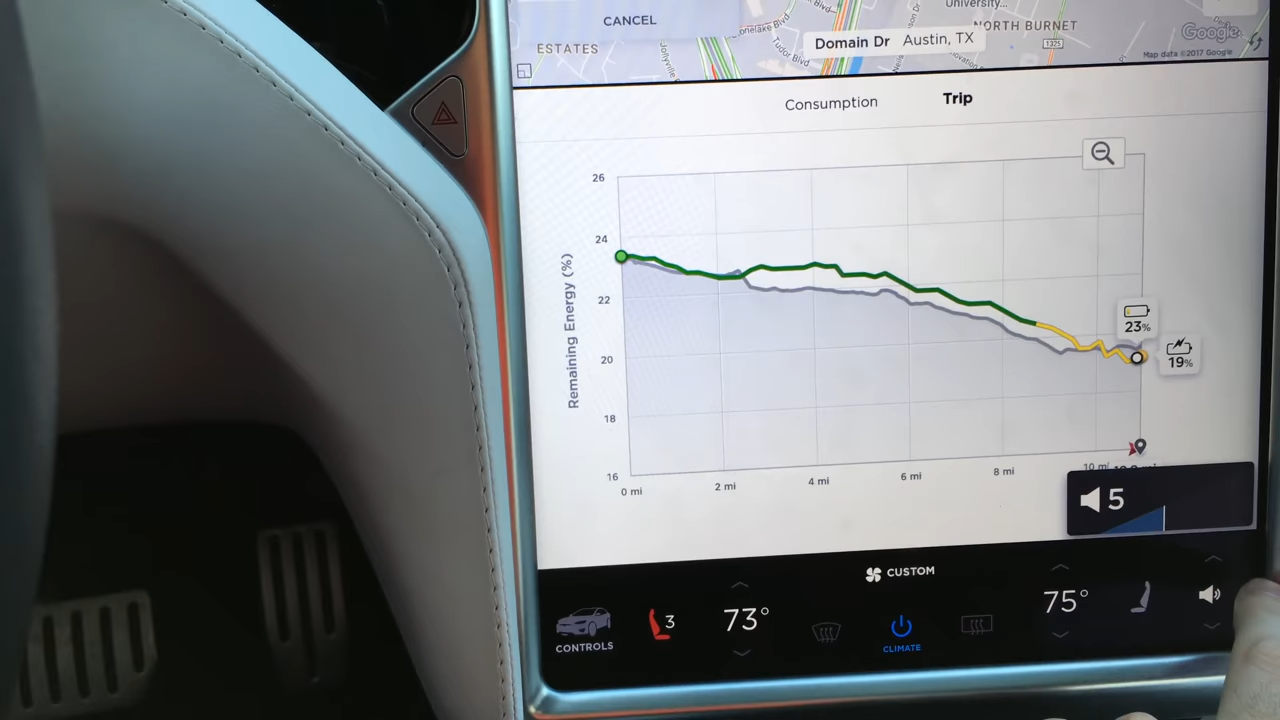 University...
CANCEL
NORTH BURNET
ESTATES
Domain Dr Austin, TX
1325
Google
Map data ©2017 Google
Consumption
Trip
Remaining Energy (%)
26
24
22
20
18
16
0 mi
2 mi
4 mi
6 mi
8 mi
23%
19%
5
CUSTOM
CONTROLS
3
73°
CLIMATE
75°